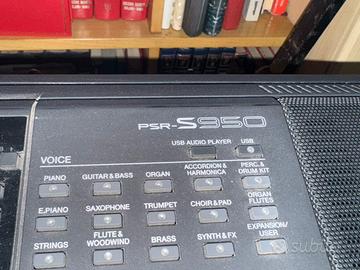 PSR-S950
USB AUDIO PLAYER USB
VOICE
PIANO GUITAR & BASS ORGAN ACCORDION & HARMONICA PERC. & DRUM KIT
E.PIANO SAXOPHONE TRUMPET CHOIR & PAD ORGAN FLUTES
STRINGS FLUTE & WOODWIND BRASS SYNTH & FX EXPANSION/ USER
subito